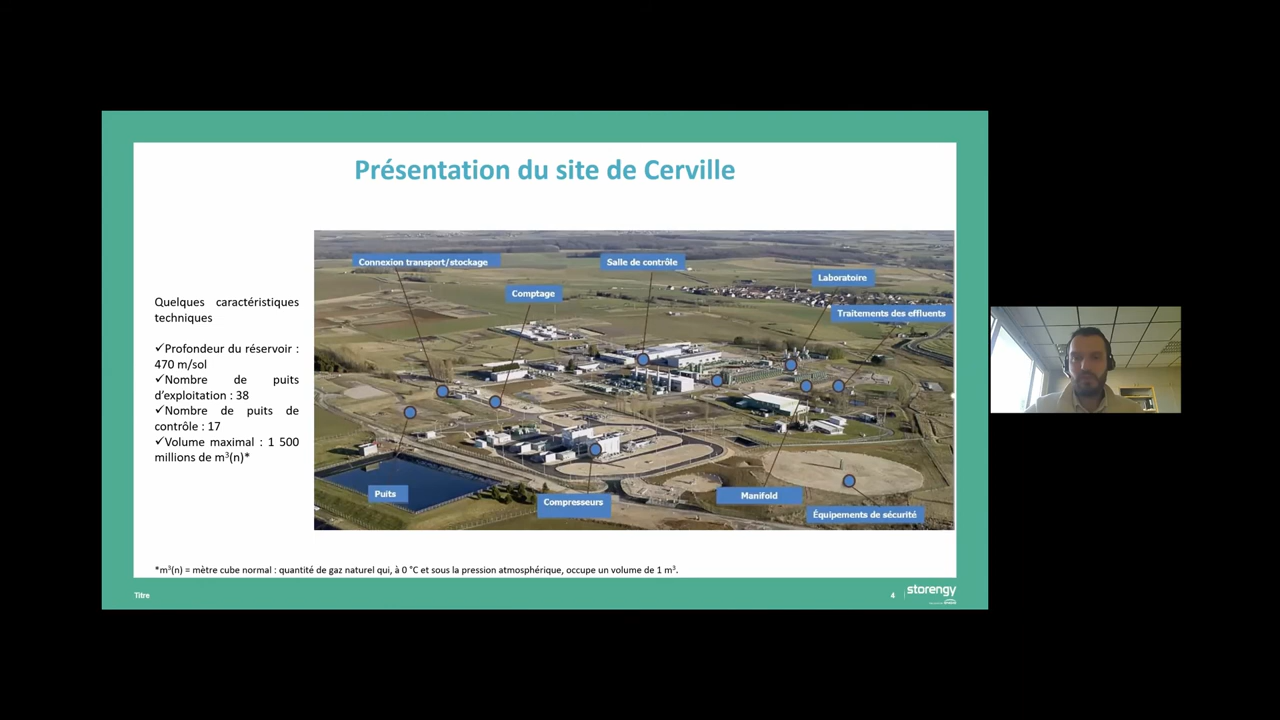 Présentation du site de Cerville
Quelques caractéristiques
techniques
✓Profondeur du réservoir :
470 m/sol
✓Nombre de puits
d'exploitation : 38
✓Nombre de puits de
contrôle : 17
✓Volume maximal : 1 500
millions de m³(n)*
Connexion transport/stockage
Salle de contrôle
Laboratoire
Comptage
Traitements des effluents
Puits
Compresseurs
Manifold
Équipements de sécurité
*m³(n) = mètre cube normal : quantité de gaz naturel qui, à 0 °C et sous la pression atmosphérique, occupe un volume de 1 m³.
Titre
4
storengy